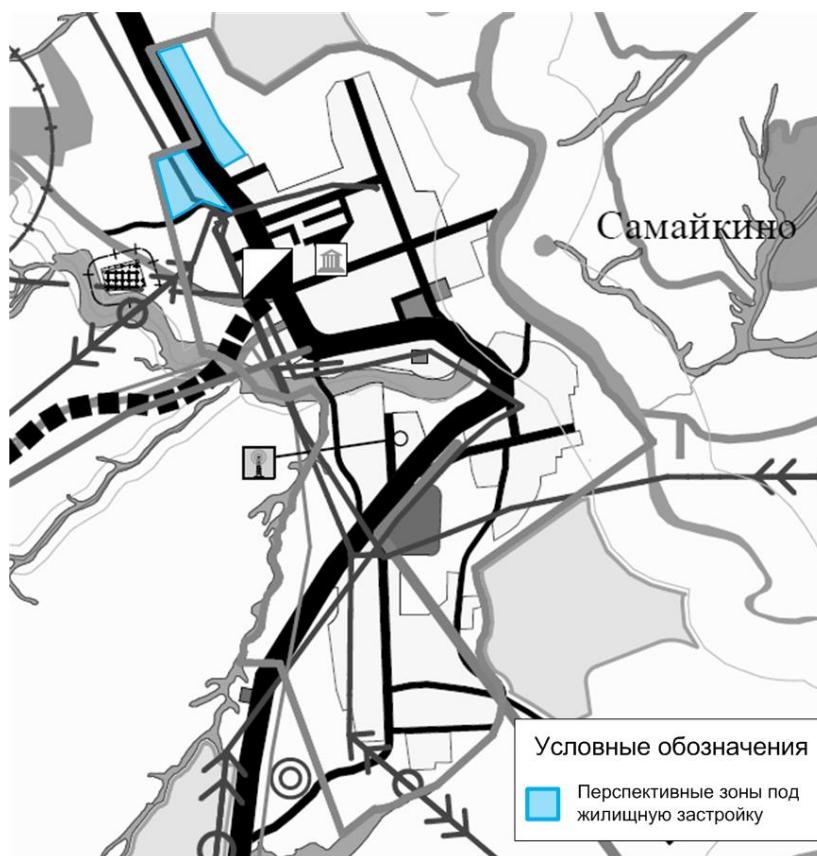 Самайкино
Условные обозначения
Перспективные зоны под
жилищную застройку